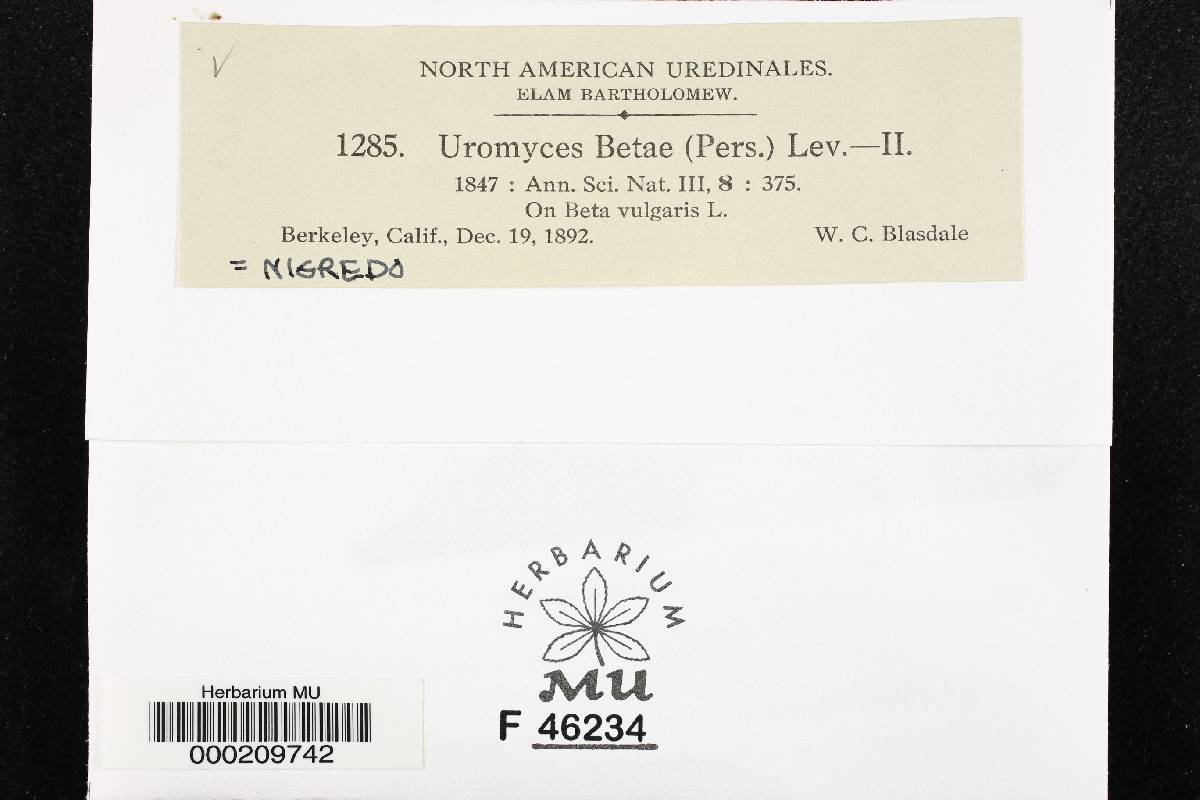 NORTH AMERICAN UREDINALES.
ELAM BARTHOLOMEW.
1285. Uromyces Betae (Pers.) Lev.—II.
1847 : Ann. Sci. Nat. III, 8 : 375.
On Beta vulgaris L.
Berkeley, Calif., Dec. 19, 1892. W. C. Blasdale
= NIGREDO
HERBARIUM
MU
F 46234
Herbarium MU
000209742